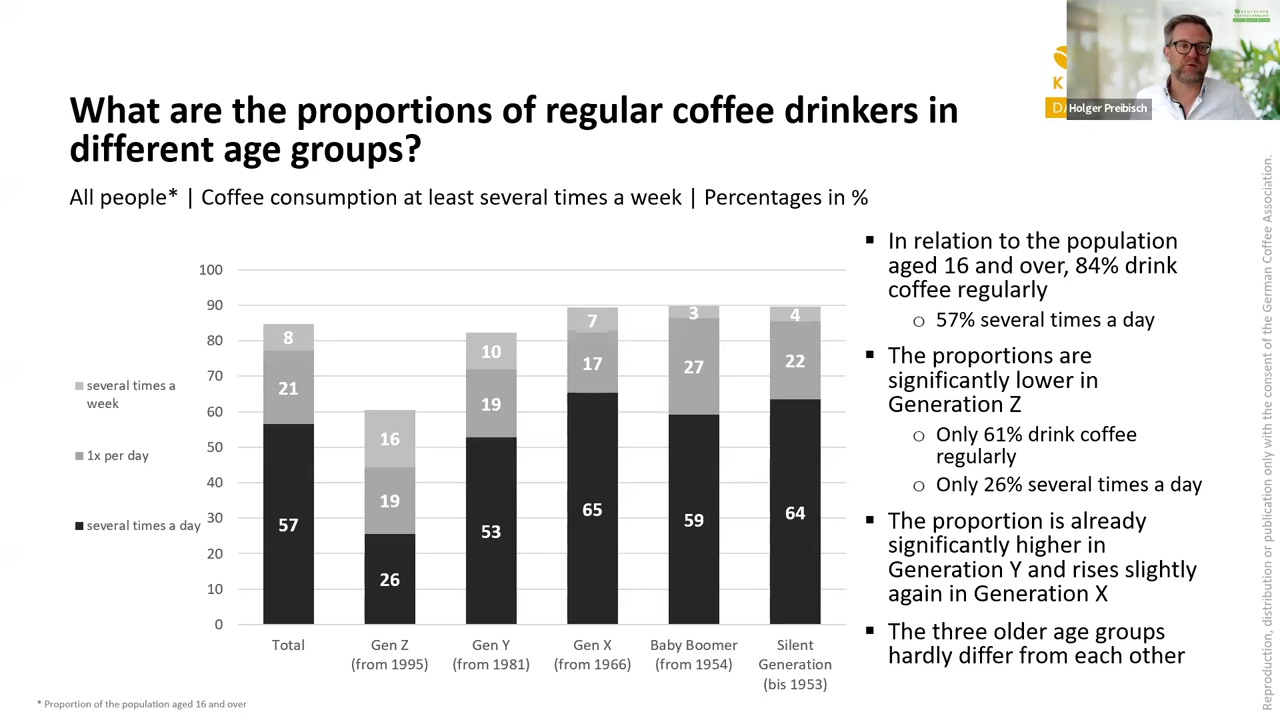 What are the proportions of regular coffee drinkers in
different age groups?
All people* | Coffee consumption at least several times a week | Percentages in %
Holger Preibisch
K
D
100
90
80
70
60
50
40
30
20
10
0
several times a
week
1x per day
several times a day
8
21
57
16
19
26
10
19
53
7
17
65
3
27
59
4
22
64
Total
Gen Z
(from 1995)
Gen Y
(from 1981)
Gen X
(from 1966)
Baby Boomer
(from 1954)
Silent
Generation
(bis 1953)
In relation to the population
aged 16 and over, 84% drink
coffee regularly
57% several times a day
The proportions are
significantly lower in
Generation Z
Only 61% drink coffee
regularly
Only 26% several times a day
The proportion is already
significantly higher in
Generation Y and rises slightly
again in Generation X
The three older age groups
hardly differ from each other
* Proportion of the population aged 16 and over
Reproduction, distribution or publication only with the consent of the German Coffee Association.